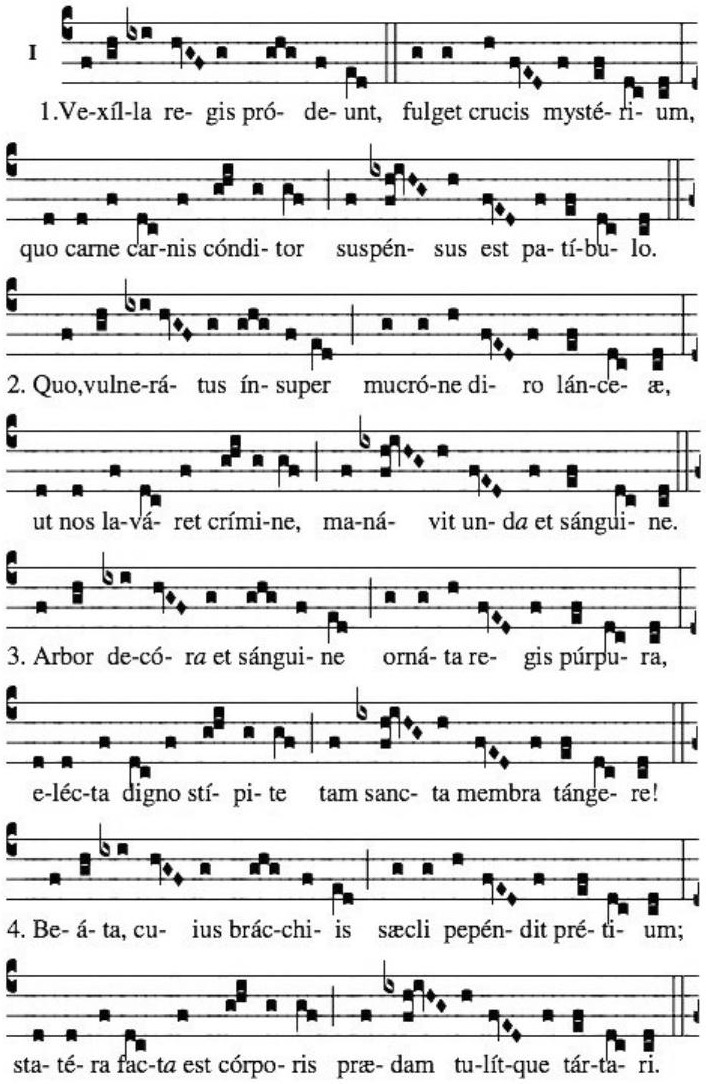 I
1.Ve-xíl-la re- gis pró- de- unt, fulget crucis mysté- ri- um,
quo carne car-nis cóndi- tor suspén- sus est pa- tí-bu- lo.
2. Quo,vulne-rá- tus ín-super mucró-ne di- ro lán-ce- æ,
ut nos la-vá- ret crími-ne, ma-ná- vit un-da et sángui- ne.
3. Arbor de-có- ra et sángui- ne orná- ta re- gis púrpu- ra,
e-léc-ta digno stí- pi- te tam sanc- ta membra tánge- re!
4. Be- á- ta, cu- ius brác-chi- is sæcli pepén- dit pré- ti- um;
sta- té- ra fac-ta est córpo- ris præ- dam tu-lít-que tár-ta- ri.